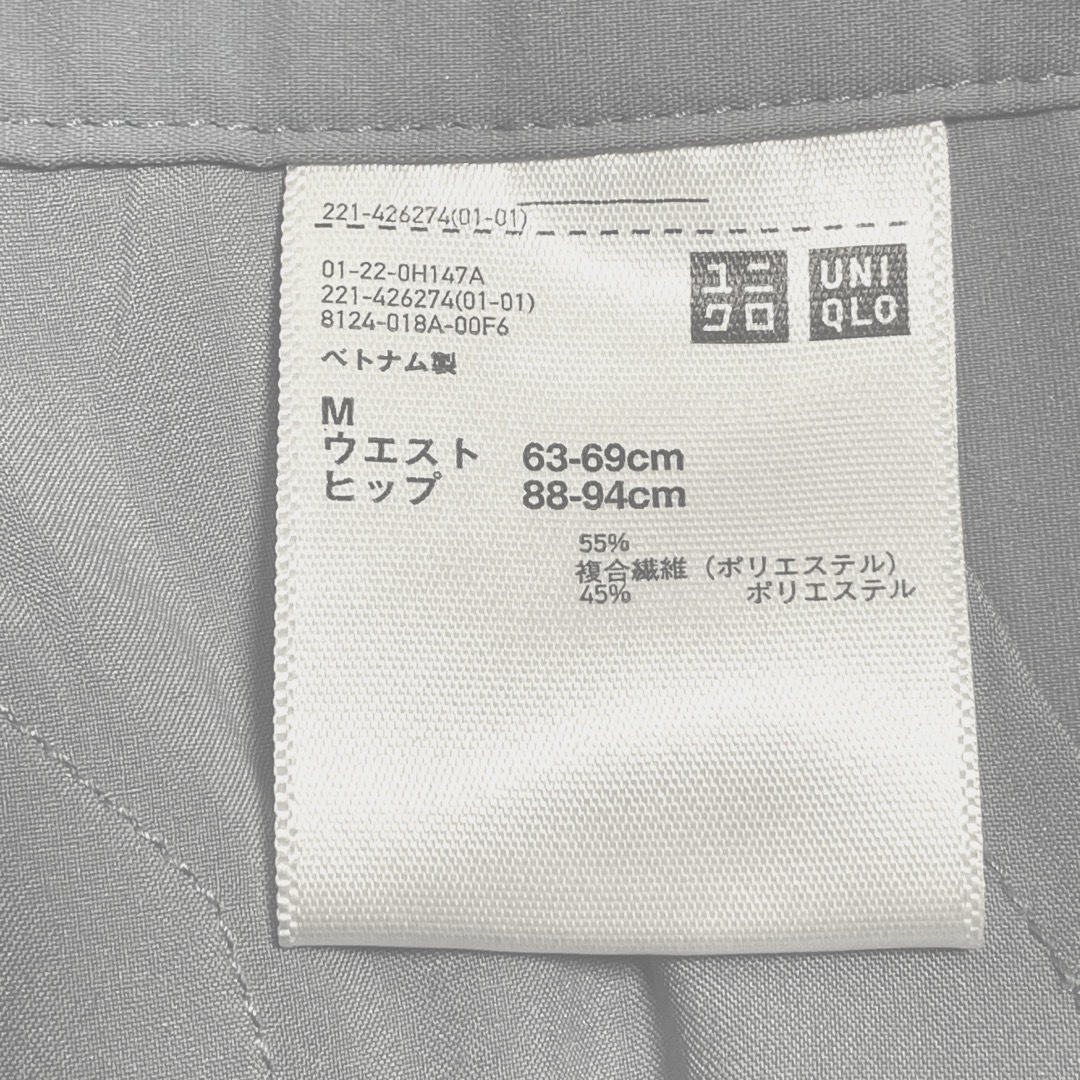 221-426274(01-01)
01-22-0H147A
221-426274(01-01)
8124-018A-00F6
ベトナム製
ユニ
クロ
UNI
QLO
M
ウエスト 63-69cm
ヒップ 88-94cm
55%
複合繊維（ポリエステル）
45% ポリエステル